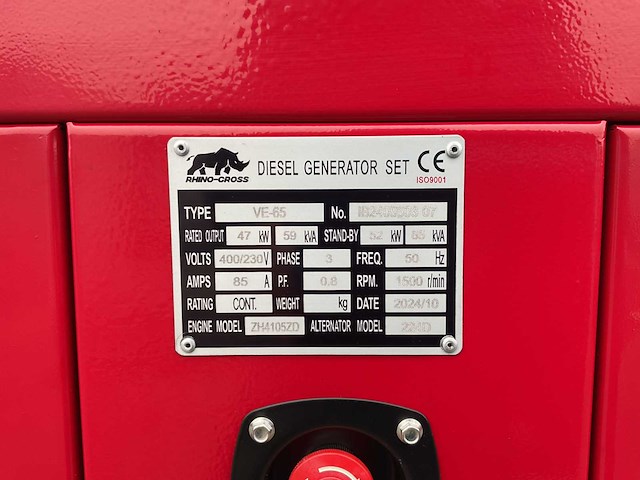 RHINO-CROSS
DIESEL GENERATOR SET CE
ISO9001
TYPE VE-65 No.
RATED OUTPUT 47 kW 59 kVA STAND-BY 52 kW 65 kVA
VOLTS 400/230 V PHASE 3 FREQ. 50 Hz
AMPS 85 A P.F. 0.8 RPM. 1500 r/min
RATING CONT. WEIGHT kg DATE 2024/10
ENGINE MODEL ZH4105ZD ALTERNATOR MODEL